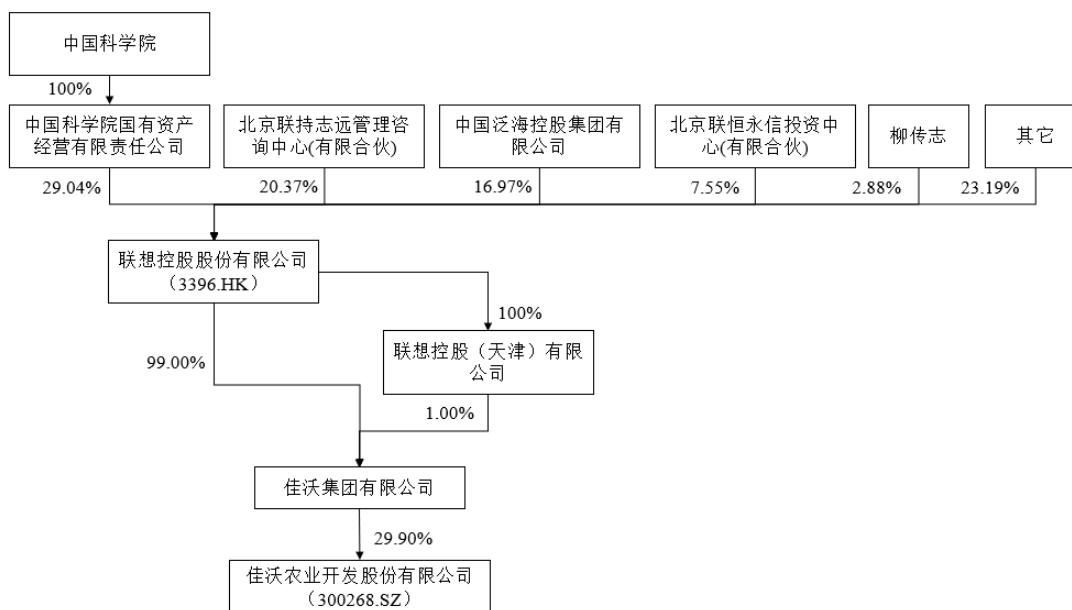 中国科学院
100%
中国科学院国有资产
经营有限责任公司
北京联持志远管理咨
询中心(有限合伙)
中国泛海控股集团有
限公司
北京联恒永信投资中
心(有限合伙)
柳传志
其它
29.04%
20.37%
16.97%
7.55%
2.88%
23.19%
联想控股股份有限公司
（3396.HK）
100%
99.00%
联想控股（天津）有限
公司
1.00%
佳沃集团有限公司
29.90%
佳沃农业开发股份有限公司
（300268.SZ）